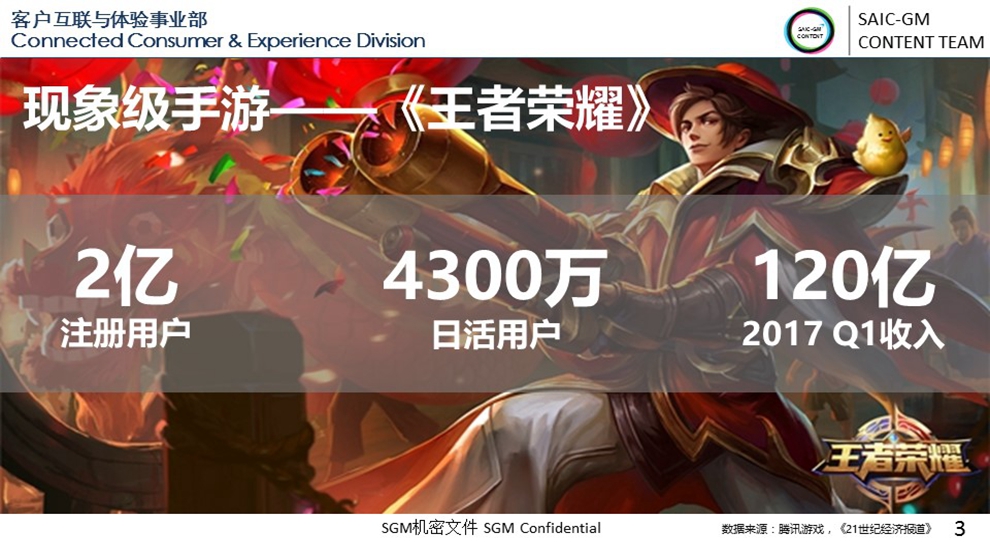 客户互联与体验事业部
Connected Consumer & Experience Division
SAIC-GM
CONTENT
SAIC-GM
CONTENT TEAM
现象级手游——《王者荣耀》
2亿
注册用户
4300万
日活用户
120亿
2017 Q1收入
王者荣耀
SGM机密文件 SGM Confidential
数据来源：腾讯游戏，《21世纪经济报道》
3